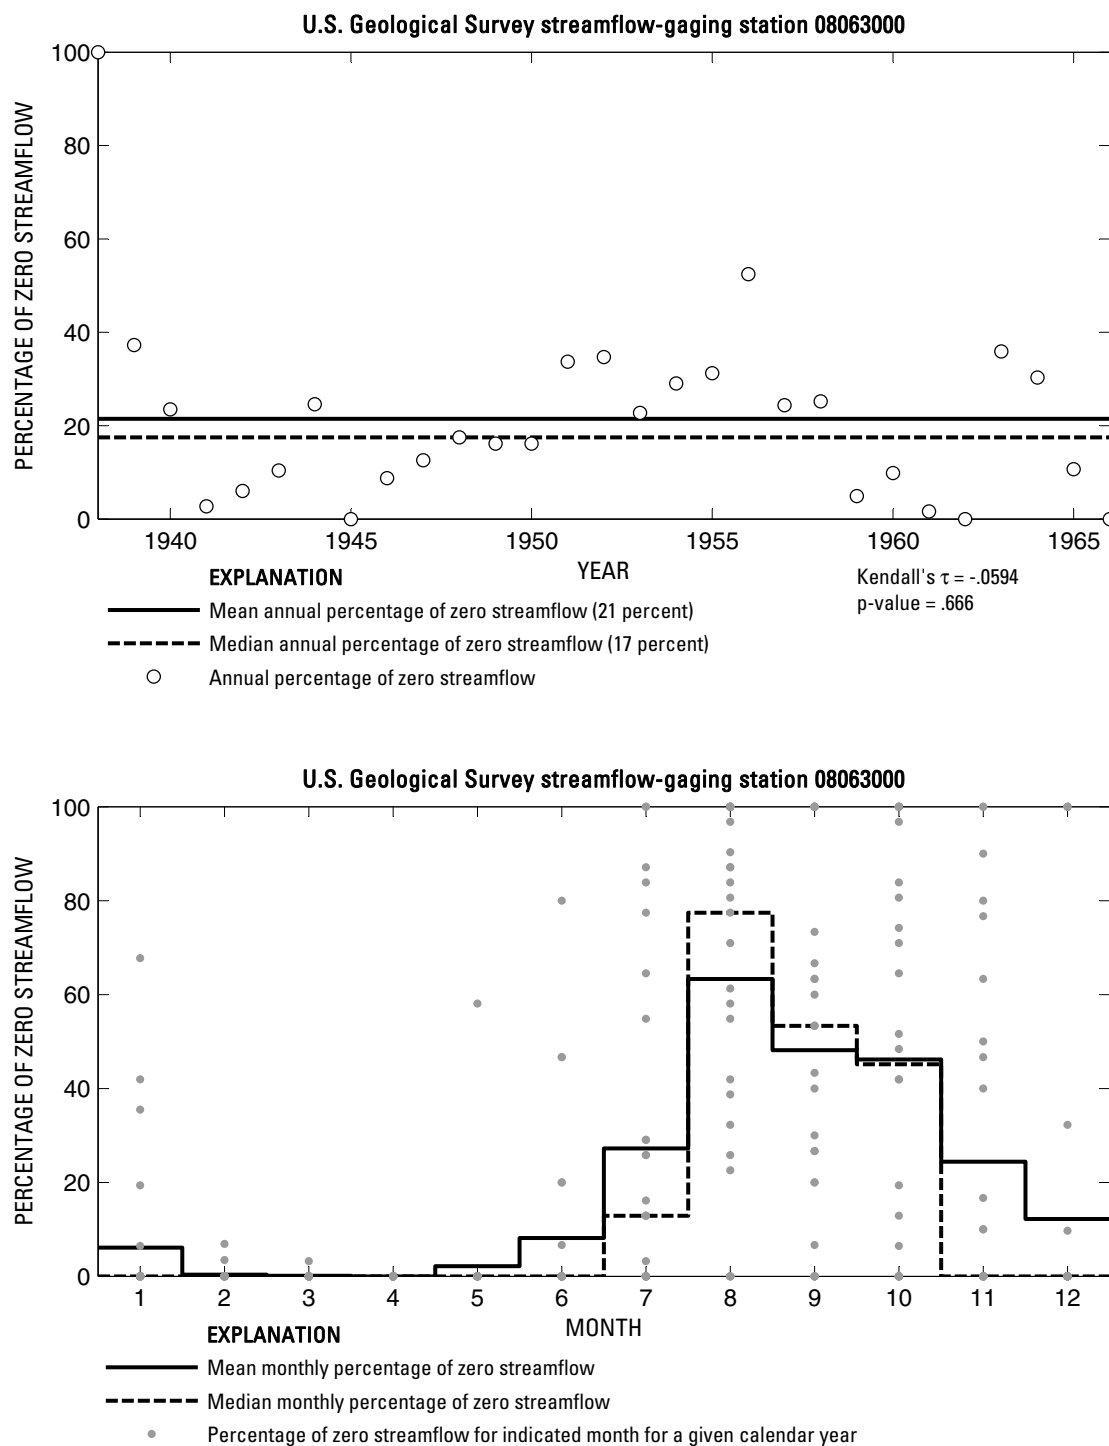 U.S. Geological Survey streamflow-gaging station 08063000
PERCENTAGE OF ZERO STREAMFLOW
100
80
60
40
20
0
1940 1945 1950 1955 1960 1965
YEAR
Kendall's τ = -.0594
p-value = .666
EXPLANATION
Mean annual percentage of zero streamflow (21 percent)
Median annual percentage of zero streamflow (17 percent)
Annual percentage of zero streamflow
U.S. Geological Survey streamflow-gaging station 08063000
PERCENTAGE OF ZERO STREAMFLOW
100
80
60
40
20
0
1 2 3 4 5 6 7 8 9 10 11 12
MONTH
EXPLANATION
Mean monthly percentage of zero streamflow
Median monthly percentage of zero streamflow
Percentage of zero streamflow for indicated month for a given calendar year